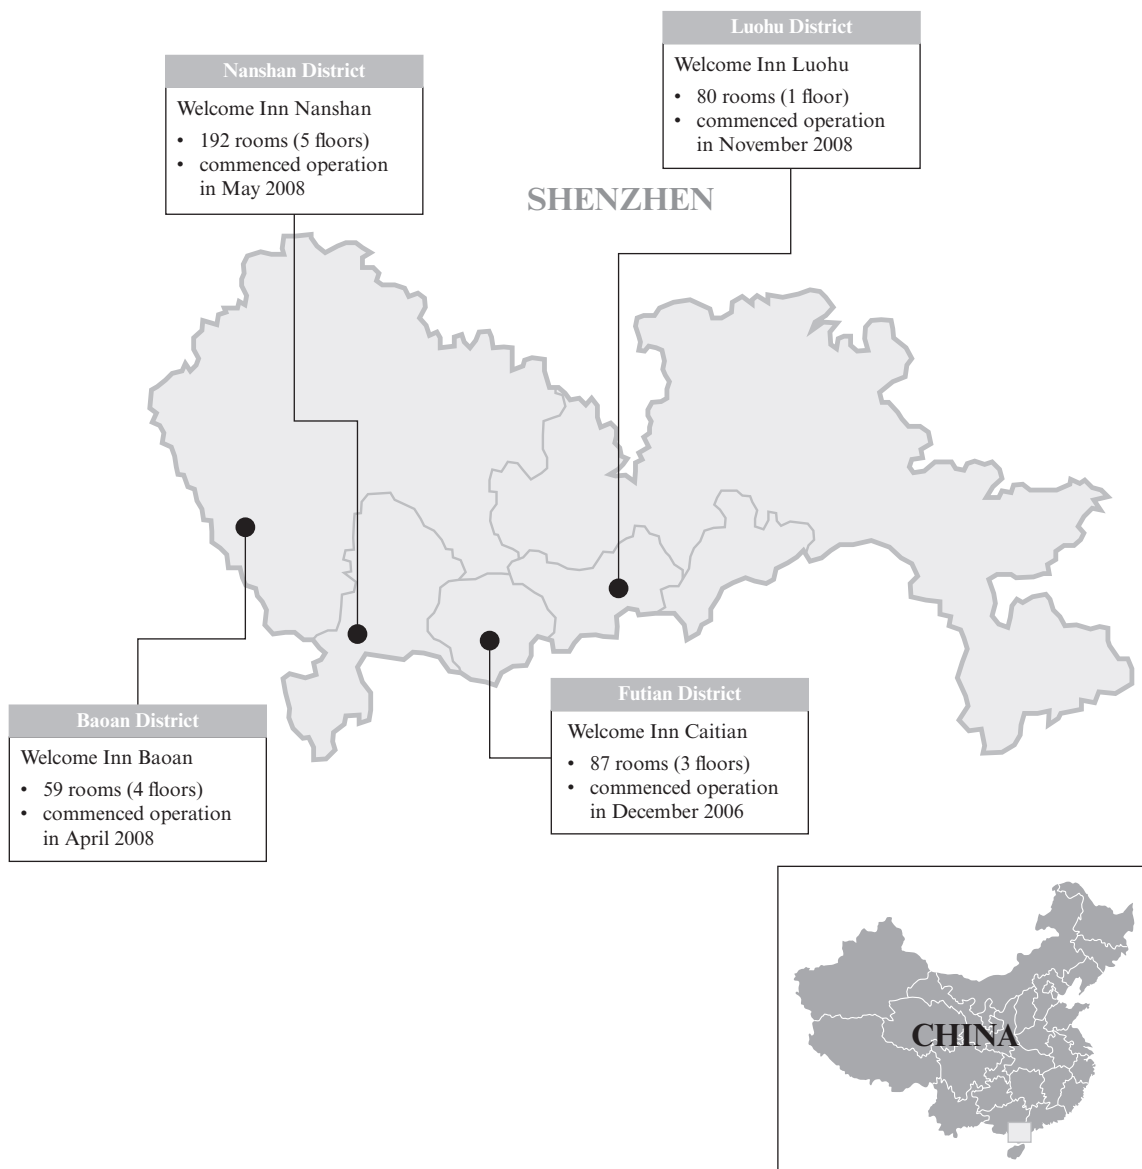 Luohu District
Welcome Inn Luohu
• 80 rooms (1 floor)
• commenced operation
in November 2008
Nanshan District
Welcome Inn Nanshan
• 192 rooms (5 floors)
• commenced operation
in May 2008
SHENZHEN
Futian District
Welcome Inn Caitian
• 87 rooms (3 floors)
• commenced operation
in December 2006
Baoan District
Welcome Inn Baoan
• 59 rooms (4 floors)
• commenced operation
in April 2008
CHINA